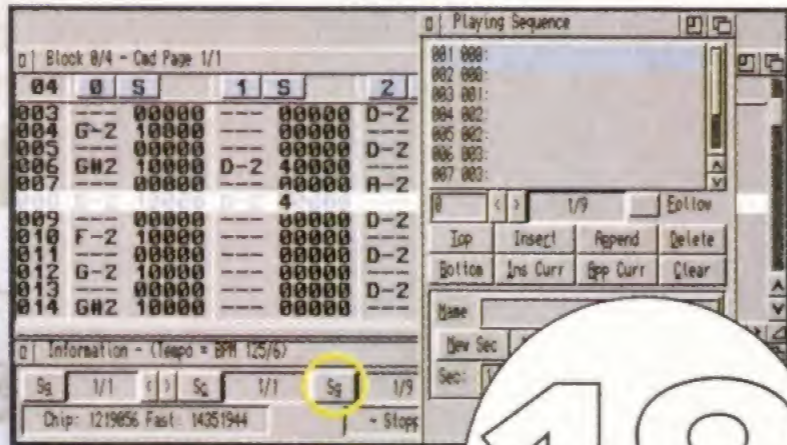 Playing Sequence
Block 0/4 - Cmd Page 1/1
04 0 S 1 S 2
003 --- 00000 --- 00000 D-2
004 G-2 10000 --- 00000 ---
005 --- 00000 --- 00000 D-2
006 G#2 10000 D-2 40000 ---
007 --- 00000 --- 00000 A-2
009 --- 00000 --- 00000 D-2
010 F-2 10000 --- 00000 ---
011 --- 00000 --- 00000 D-2
012 G-2 10000 --- 00000 ---
013 --- 00000 --- 00000 D-2
014 G#2 10000 --- 00000 ---
001 000:
002 000:
003 001:
004 002:
005 002:
006 003:
007 003:
0 < > 1/9 Follow
Top Insert Append Delete
Bottom Ins Curr App Curr Clear
Name
New Sec
Sec:
Information - (Tempo = BPM 125/6)
Sg 1/1 < > Sc 1/1 Sq 1/9
Chip: 1219056 Fast: 14351944 - Stopp